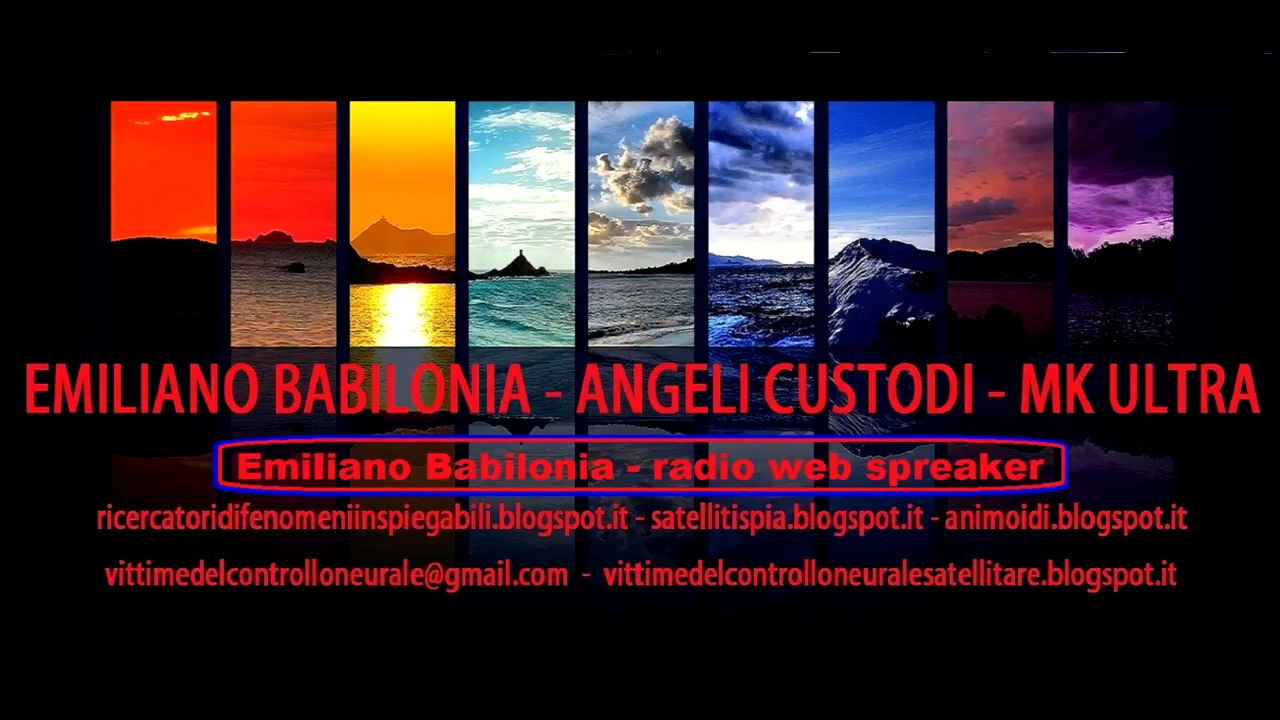 EMILIANO BABILONIA - ANGELI CUSTODI - MK ULTRA
Emiliano Babilonia - radio web spreaker
ricercatoridifenomeniinspiegabili.blogspot.it - satellitispia.blogspot.it - animoidi.blogspot.it
vittimedelcontrolloneurale@gmail.com - vittimedelcontrolloneuralesatellitare.blogspot.it